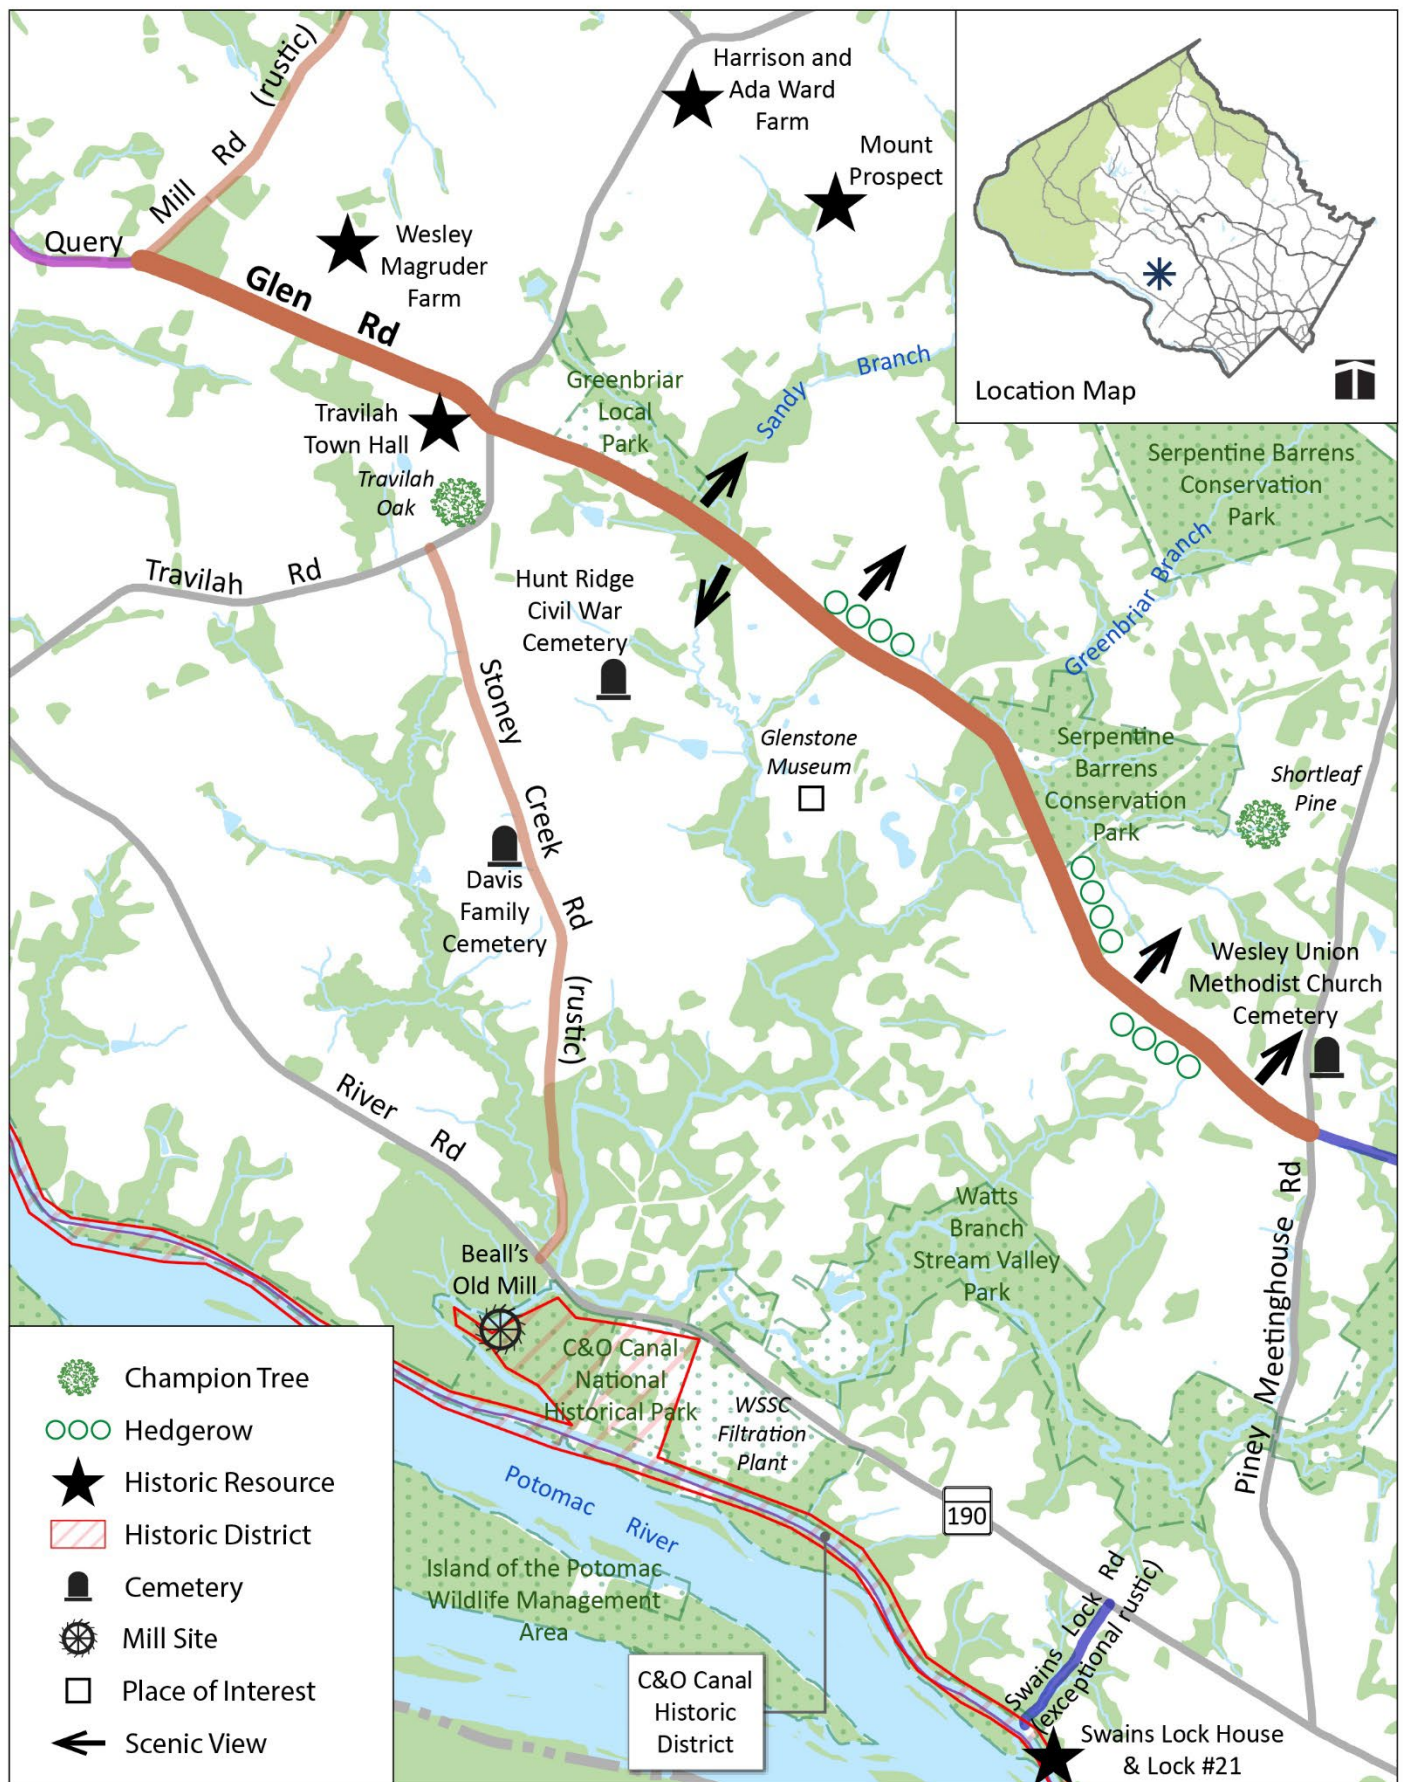 (rustic)
Rd
Mill
Harrison and
Ada Ward
Farm
Mount
Prospect
Location Map
Query
Wesley
Magruder
Farm
Glen
Rd
Branch
Sandy
Greenbriar
Local
Park
Travilah
Town Hall
Travilah
Oak
Serpentine Barrens
Conservation
Park
Greenbriar Branch
Travilah Rd
Hunt Ridge
Civil War
Cemetery
Stoney
Creek
Rd
(rustic)
Glenstone
Museum
Serpentine
Barrens
Conservation
Park
Shortleaf
Pine
Davis
Family
Cemetery
Wesley Union
Methodist Church
Cemetery
River
Rd
Watts
Branch
Stream Valley
Park
Piney Meetinghouse Rd
Beall's
Old Mill
C&O Canal
National
Historical Park
WSSC
Filtration
Plant
190
Potomac
River
Island of the Potomac
Wildlife Management
Area
C&O Canal
Historic
District
Swains Lock Rd
(exceptional rustic)
Swains Lock House
& Lock #21
Champion Tree
Hedgerow
Historic Resource
Historic District
Cemetery
Mill Site
Place of Interest
Scenic View